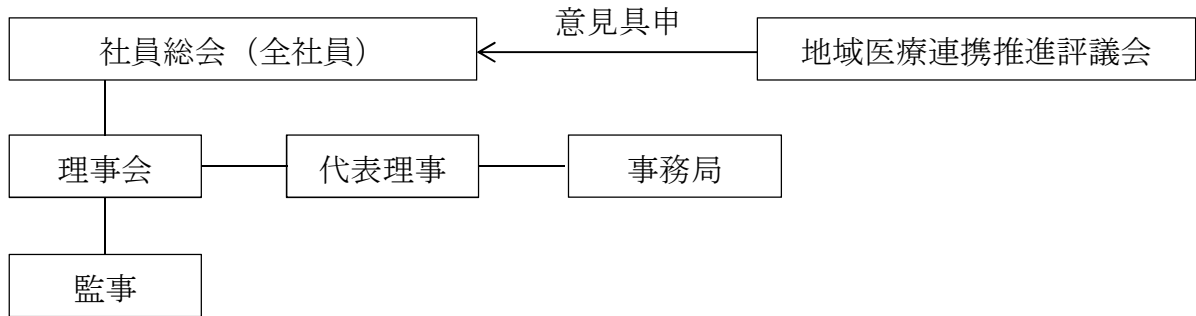 意見具申
社員総会（全社員）
地域医療連携推進評議会
理事会
代表理事
事務局
監事